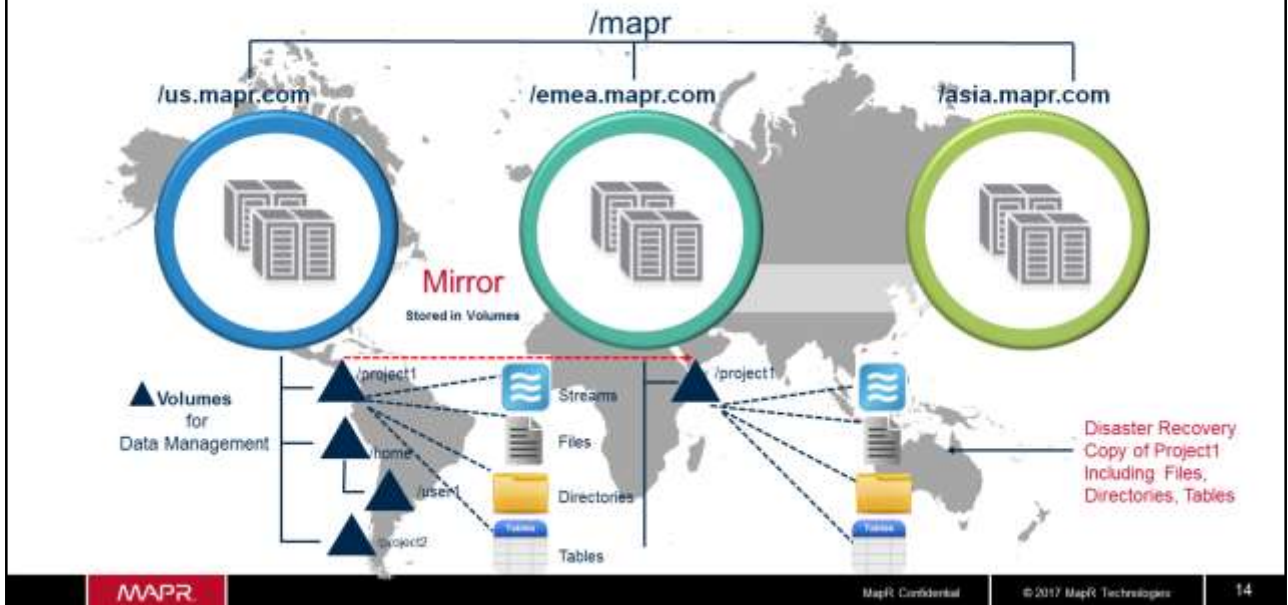 /mapr
/us.mapr.com
/emea.mapr.com
/asia.mapr.com
Mirror
Stored in Volumes
Volumes
for
Data Management
/project1
/home
/user1
/project2
Streams
Files
Directories
Tables
Tables
/project1
Tables
Disaster Recovery
Copy of Project1
Including Files,
Directories, Tables
MAPR
MapR Confidential
© 2017 MapR Technologies
14